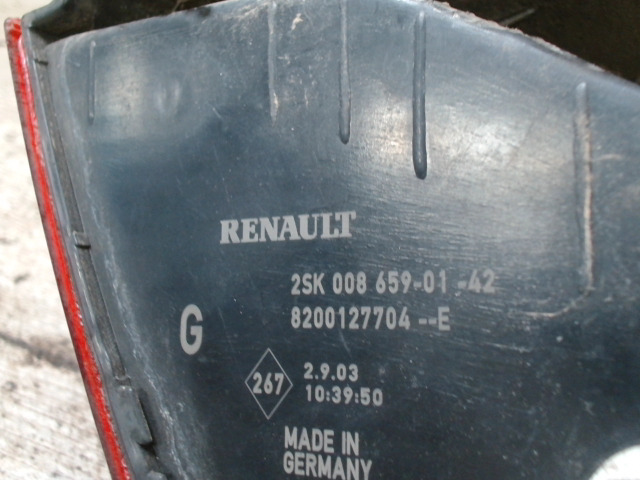 RENAULT
2SK 008 659-01 -42
8200127704 --E
G
267
2.9.03
10:39:50
MADE IN
GERMANY